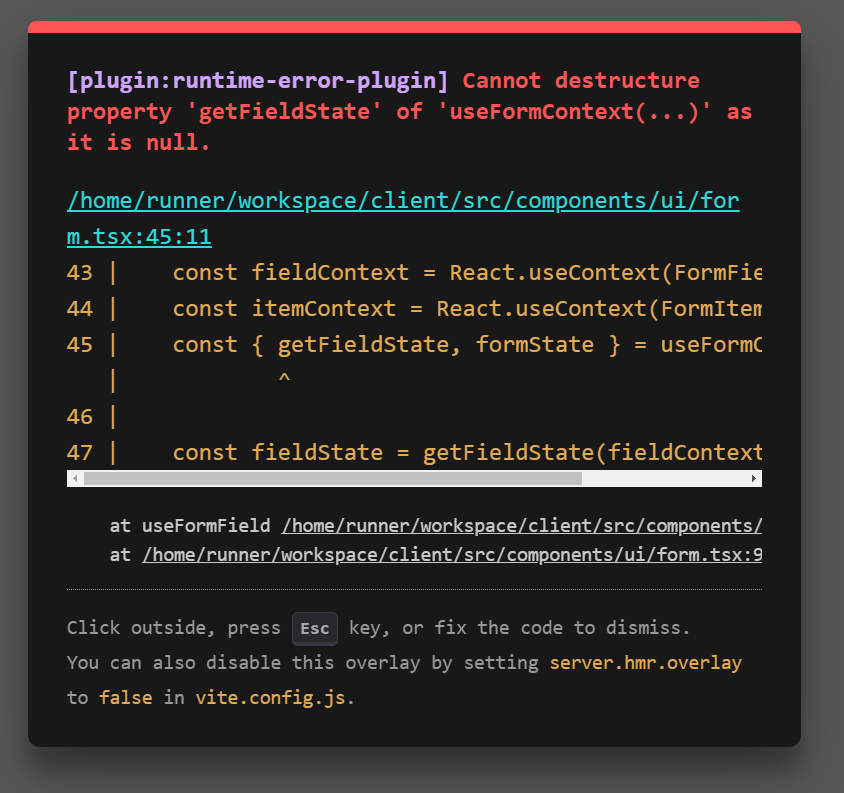 [plugin:runtime-error-plugin] Cannot destructure
property 'getFieldState' of 'useFormContext(...)' as
it is null.
/home/runner/workspace/client/src/components/ui/for
m.tsx:45:11
43 |    const fieldContext = React.useContext(FormFie
44 |    const itemContext = React.useContext(FormItem
45 |    const { getFieldState, formState } = useFormC
   |            ^
46 |
47 |    const fieldState = getFieldState(fieldContext
at useFormField /home/runner/workspace/client/src/components/
at /home/runner/workspace/client/src/components/ui/form.tsx:9
Click outside, press Esc key, or fix the code to dismiss.
You can also disable this overlay by setting server.hmr.overlay
to false in vite.config.js.